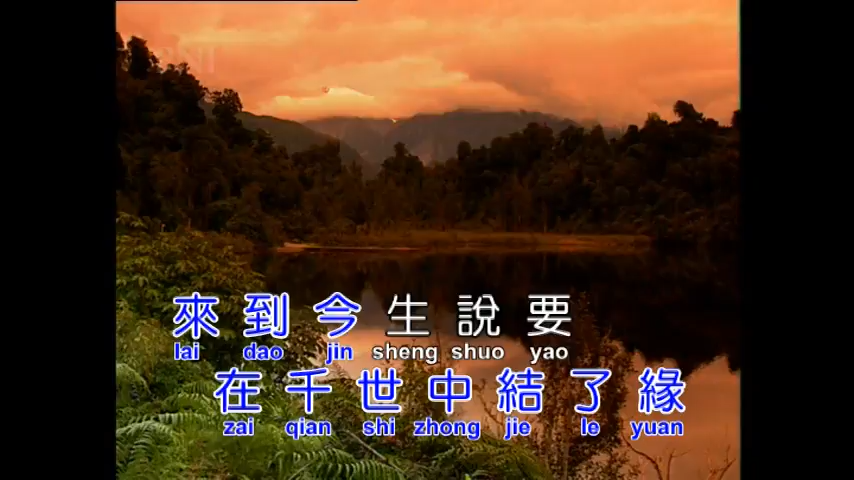 來到今生說要
lai dao jin sheng shuo yao
在千世中結了緣
zai qian shi zhong jie le yuan